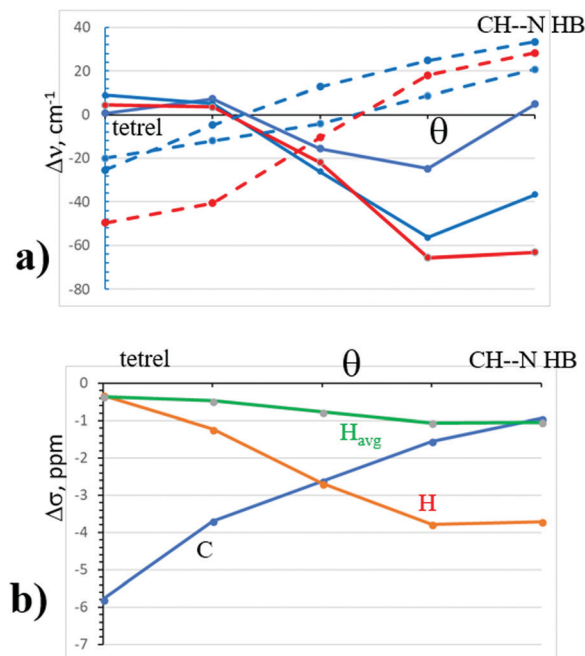 40
CH--N HB
20
0
tetrel
θ
-20
-40
-60
-80
Δν, cm-1
a)
tetrel
θ
CH--N HB
0
-1
Havg
-2
-3
H
-4
C
-5
-6
-7
Δσ, ppm
b)